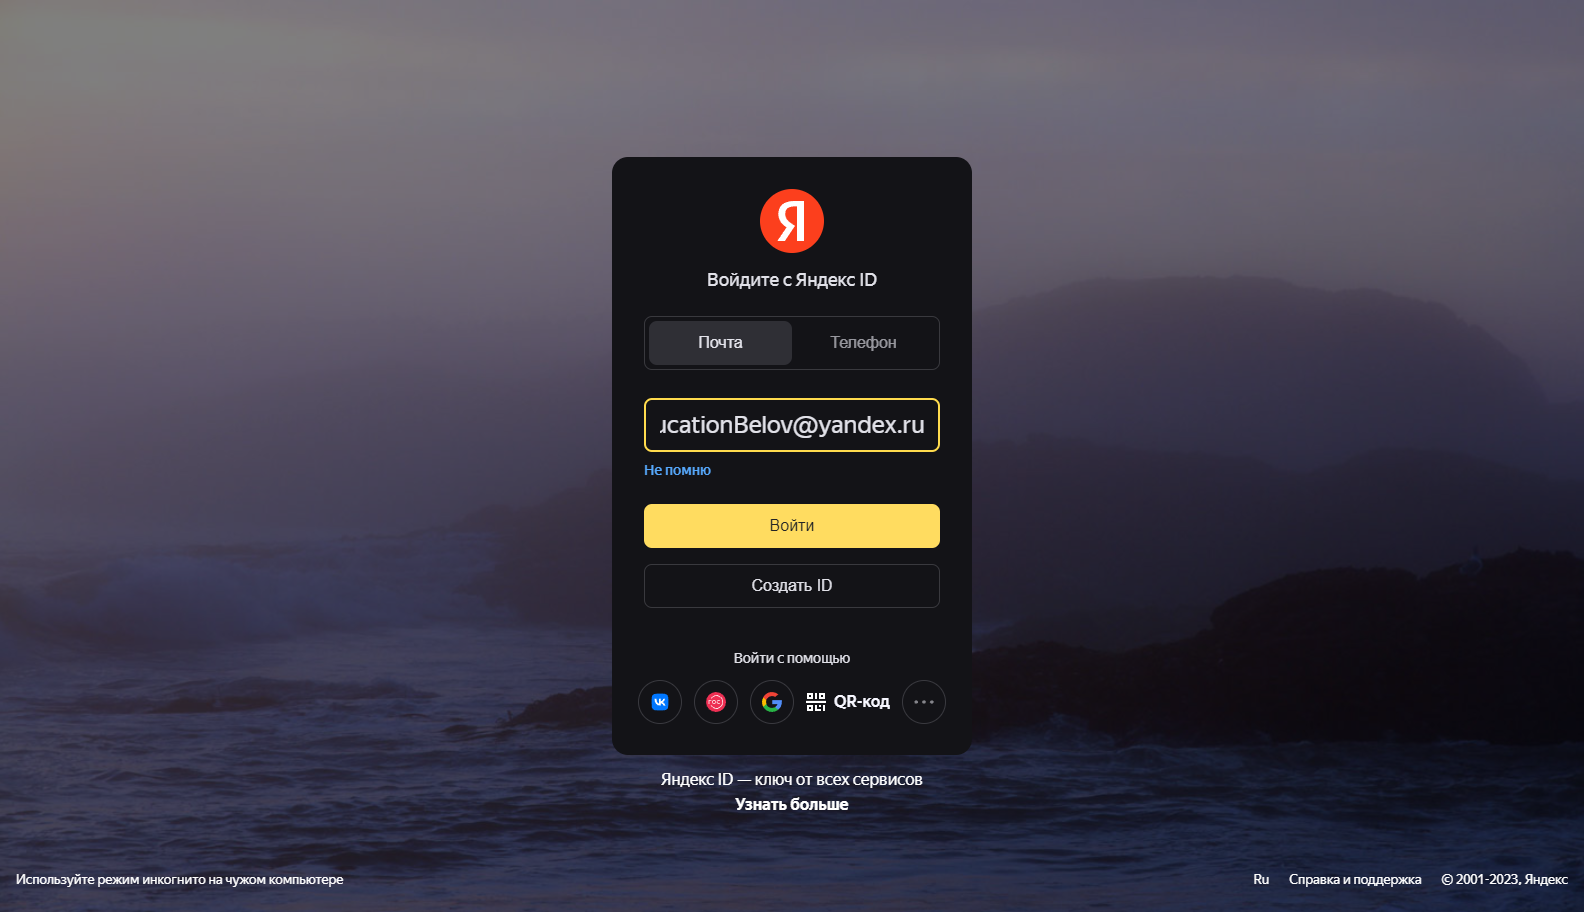 Я
Войдите с Яндекс ID
Почта Телефон
ucationBelov@yandex.ru
Не помню
Войти
Создать ID
Войти с помощью
QR-код
Яндекс ID — ключ от всех сервисов
Узнать больше
Используйте режим инкогнито на чужом компьютере
Ru Справка и поддержка © 2001-2023, Яндекс